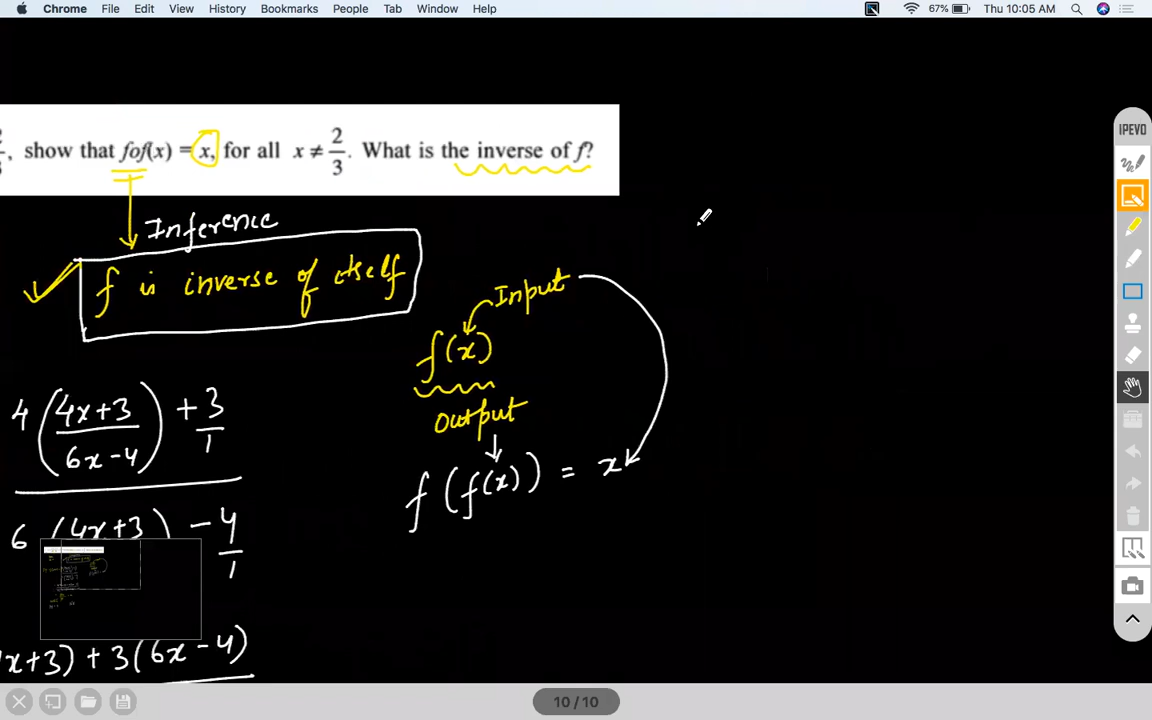 Chrome File Edit View History Bookmarks People Tab Window Help 67% Thu 10:05 AM
, show that fof(x) = x, for all x ≠ 2/3. What is the inverse of f?
Inference
f is inverse of itself
Input
f(x)
Output
f(f(x)) = x
4 (4x+3 / 6x-4) + 3/1
6 (4x+3) - 4/1
x+3) + 3(6x-4)
IPEVO
10 / 10